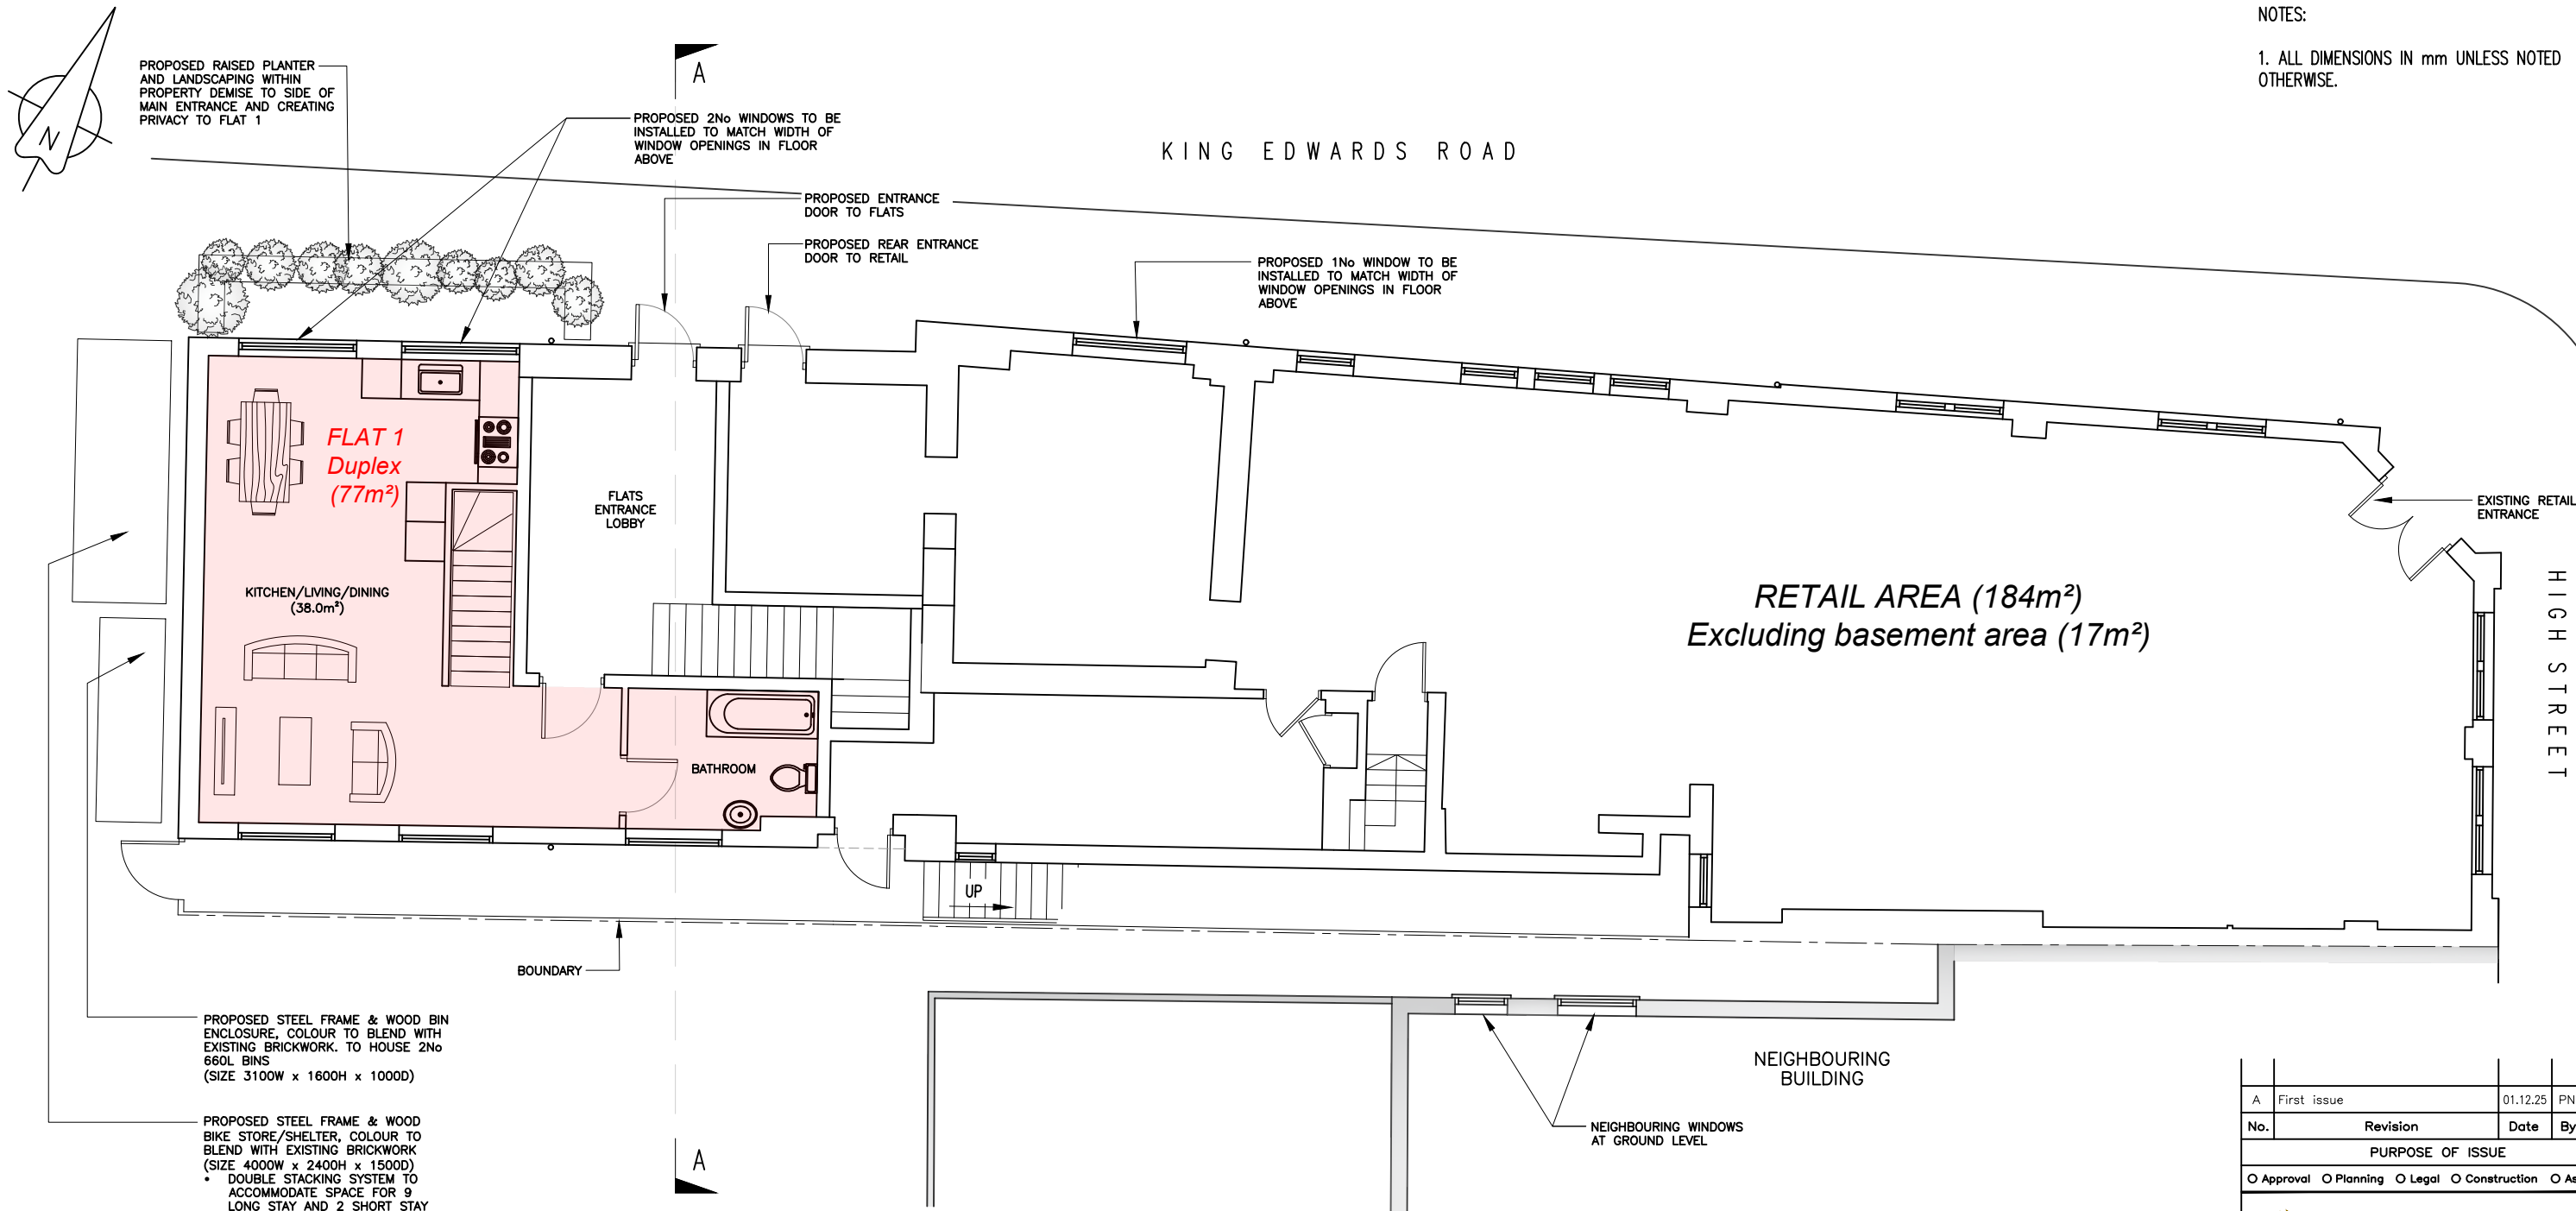 NOTES:
1. ALL DIMENSIONS IN mm UNLESS NOTED
OTHERWISE.
N
PROPOSED RAISED PLANTER
AND LANDSCAPING WITHIN
PROPERTY DEMISE TO SIDE OF
MAIN ENTRANCE AND CREATING
PRIVACY TO FLAT 1
A
PROPOSED 2No WINDOWS TO BE
INSTALLED TO MATCH WIDTH OF
WINDOW OPENINGS IN FLOOR
ABOVE
KING EDWARDS ROAD
PROPOSED ENTRANCE
DOOR TO FLATS
PROPOSED REAR ENTRANCE
DOOR TO RETAIL
PROPOSED 1No WINDOW TO BE
INSTALLED TO MATCH WIDTH OF
WINDOW OPENINGS IN FLOOR
ABOVE
FLAT 1
Duplex
(77m²)
FLATS
ENTRANCE
LOBBY
EXISTING RETAIL
ENTRANCE
KITCHEN/LIVING/DINING
(38.0m²)
RETAIL AREA (184m²)
Excluding basement area (17m²)
HIGH STREET
BATHROOM
UP
BOUNDARY
PROPOSED STEEL FRAME & WOOD BIN
ENCLOSURE, COLOUR TO BLEND WITH
EXISTING BRICKWORK. TO HOUSE 2No
660L BINS
(SIZE 3100W x 1600H x 1000D)
PROPOSED STEEL FRAME & WOOD
BIKE STORE/SHELTER, COLOUR TO
BLEND WITH EXISTING BRICKWORK
(SIZE 4000W x 2400H x 1500D)
• DOUBLE STACKING SYSTEM TO
ACCOMMODATE SPACE FOR 9
LONG STAY AND 2 SHORT STAY
A
NEIGHBOURING
BUILDING
NEIGHBOURING WINDOWS
AT GROUND LEVEL
A First issue 01.12.25 PN
No. Revision Date By
PURPOSE OF ISSUE
O Approval O Planning O Legal O Construction O As